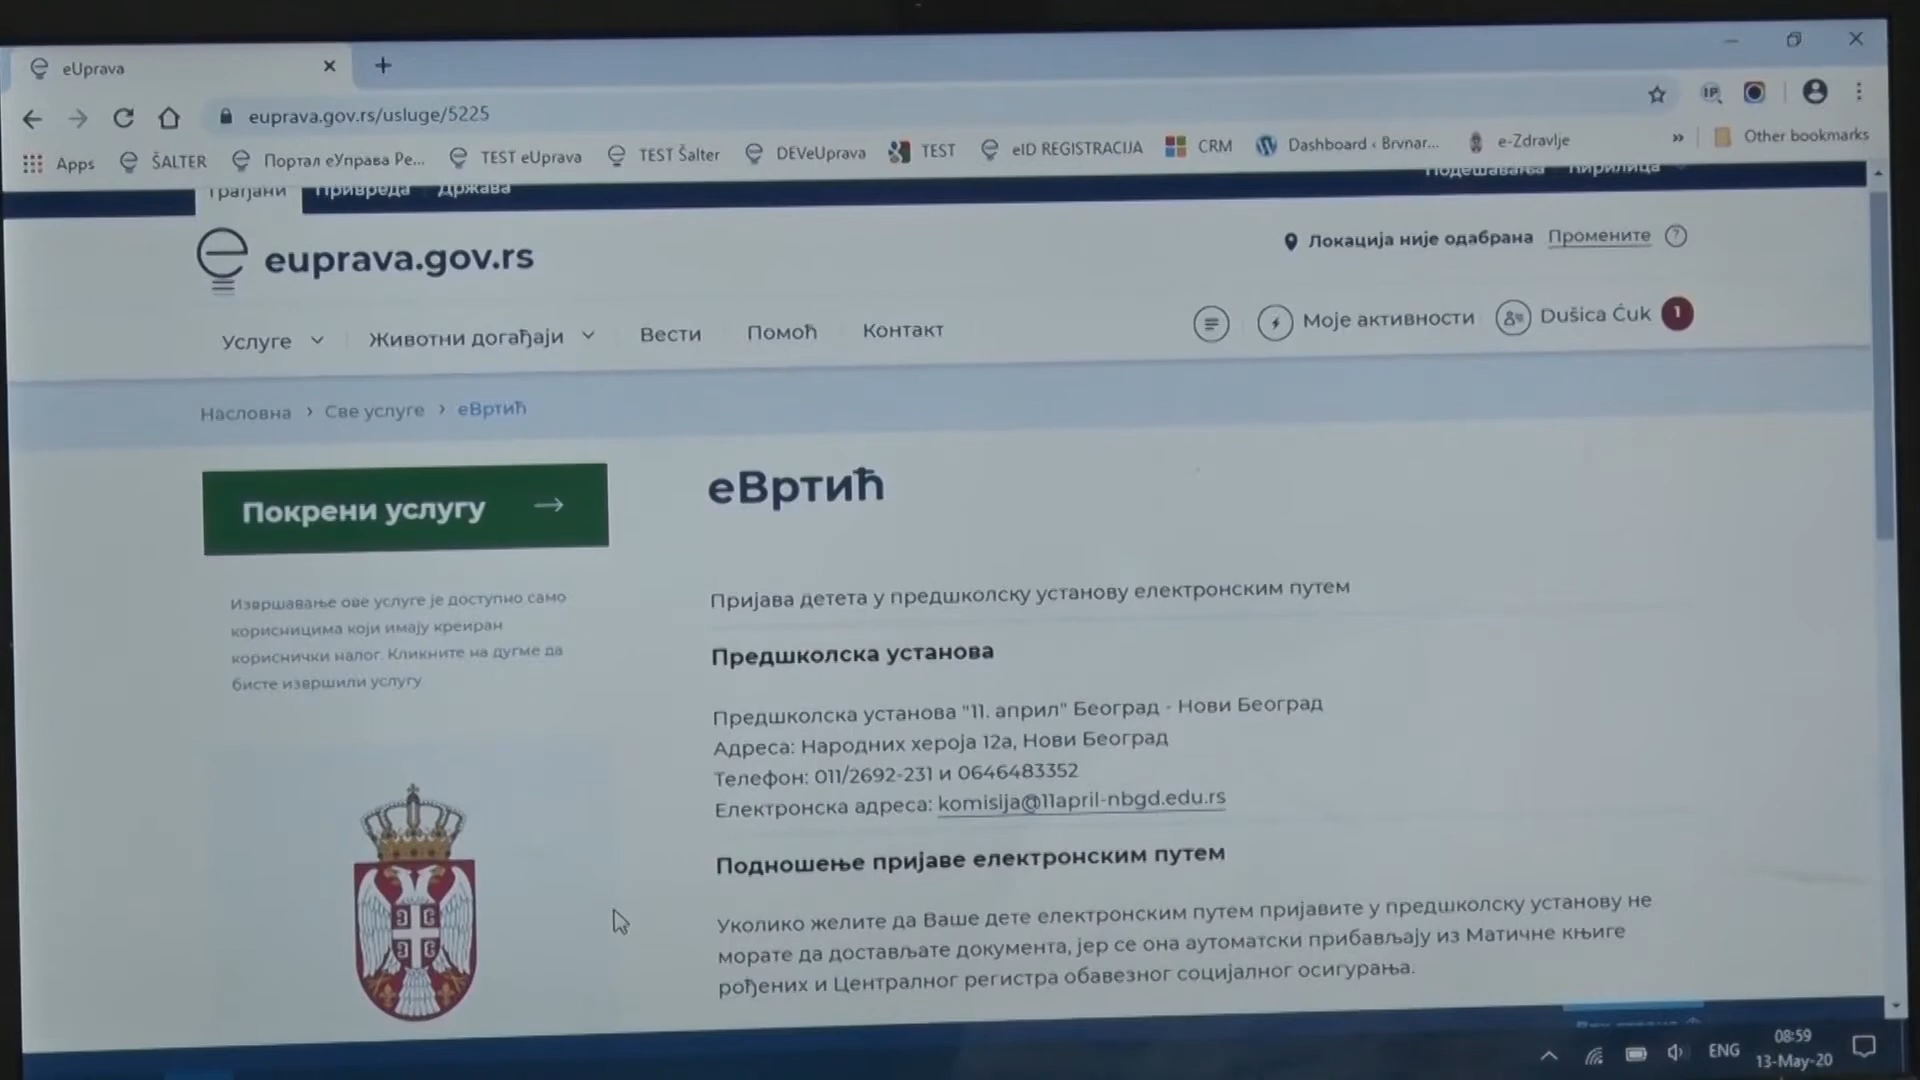 eUprava
euprava.gov.rs/usluge/5225
Apps ŠALTER Портал еУправа Ре... TEST eUprava TEST Šalter DEVeUprava TEST eID REGISTRACIJA CRM Dashboard ‹ Brvnar... e-Zdravlje » Other bookmarks
Грађани Привреда Држава Подешавања Ћирилица
euprava.gov.rs
Локација није одабрана Промените ?
Услуге Животни догађаји Вести Помоћ Контакт Моје активности Dušica Ćuk 1
Насловна › Све услуге › еВртић
Покрени услугу →
Извршавање ове услуге је доступно само
корисницима који имају креиран
кориснички налог. Кликните на дугме да
бисте извршили услугу
еВртић
Пријава детета у предшколску установу електронским путем
Предшколска установа
Предшколска установа "11. април" Београд - Нови Београд
Адреса: Народних хероја 12а, Нови Београд
Телефон: 011/2692-231 и 0646483352
Електронска адреса: komisija@11april-nbgd.edu.rs
Подношење пријаве електронским путем
Уколико желите да Ваше дете електронским путем пријавите у предшколску установу не
морате да достављате документа, јер се она аутоматски прибављају из Матичне књиге
рођених и Централног регистра обавезног социјалног осигурања.
ENG 08:59
13-May-20